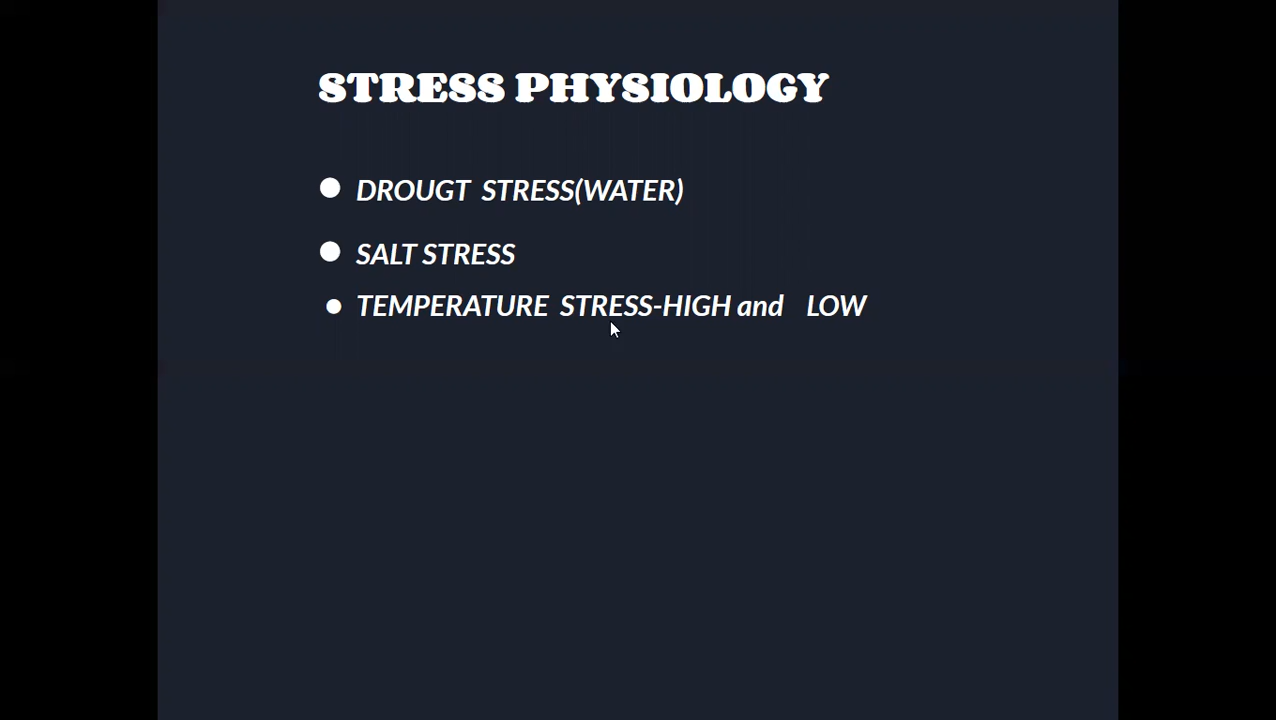 STRESS PHYSIOLOGY
DROUGT STRESS(WATER)
SALT STRESS
TEMPERATURE STRESS-HIGH and LOW